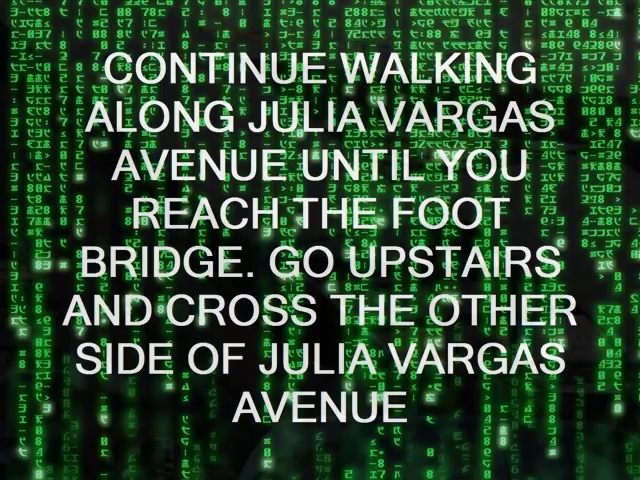 CONTINUE WALKING
ALONG JULIA VARGAS
AVENUE UNTIL YOU
REACH THE FOOT
BRIDGE. GO UPSTAIRS
AND CROSS THE OTHER
SIDE OF JULIA VARGAS
AVENUE